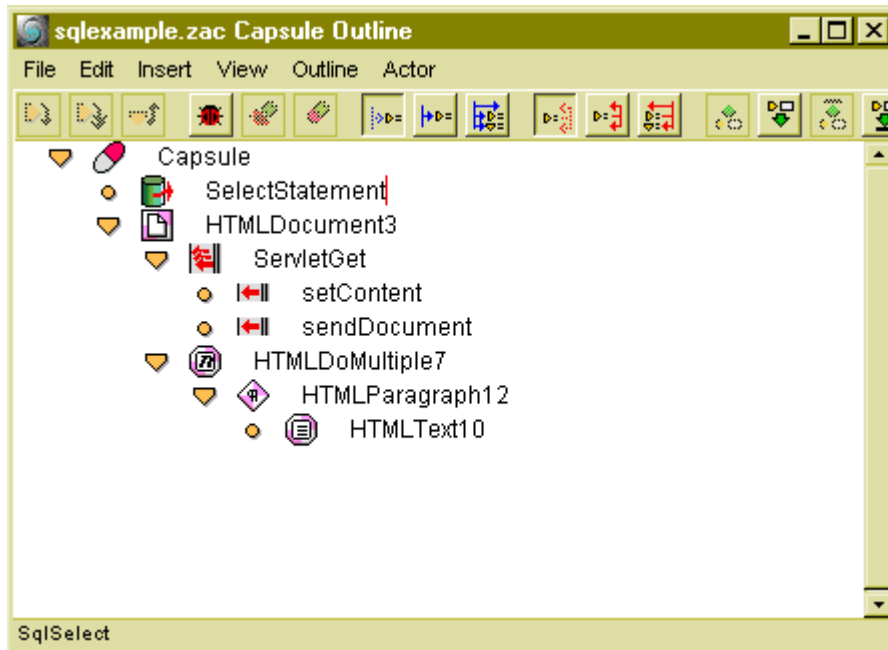 sqlexample.zac Capsule Outline
File Edit Insert View Outline Actor
Capsule
SelectStatement
HTMLDocument3
ServletGet
setContent
sendDocument
HTMLDoMultiple7
HTMLParagraph12
HTMLText10
SqlSelect